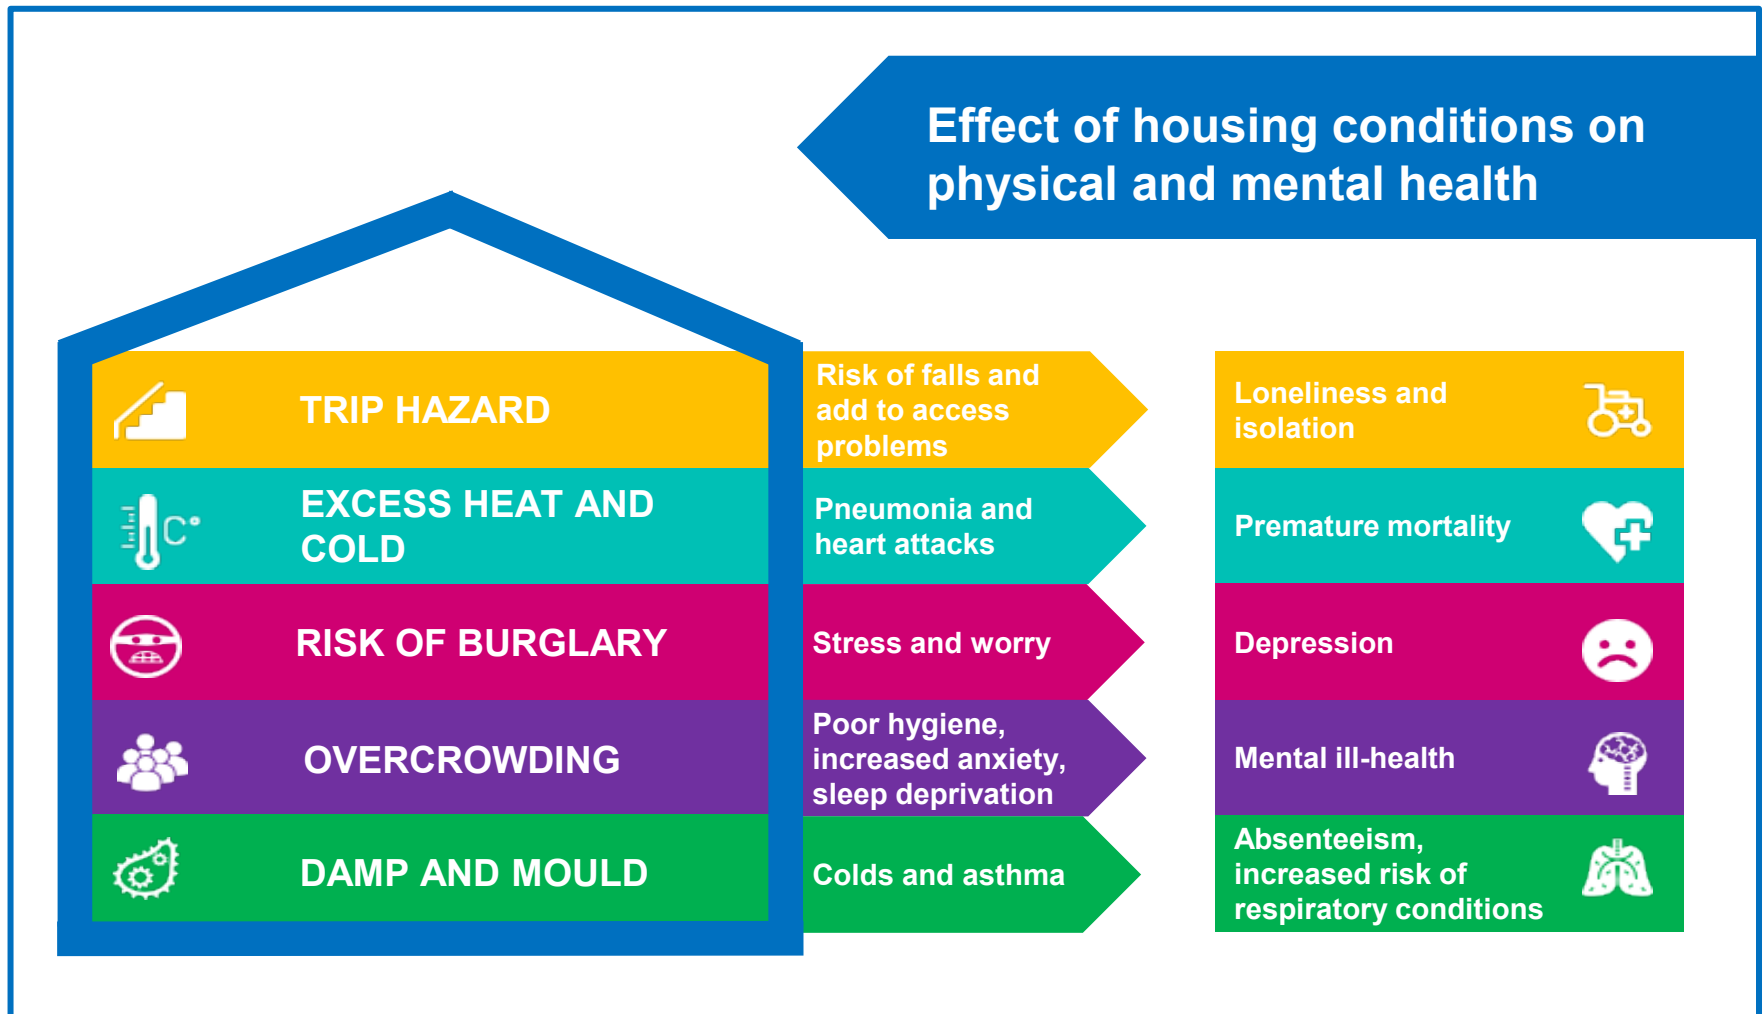 Effect of housing conditions on
physical and mental health
TRIP HAZARD
Risk of falls and
add to access
problems
Loneliness and
isolation
C°
EXCESS HEAT AND
COLD
Pneumonia and
heart attacks
Premature mortality
RISK OF BURGLARY
Stress and worry
Depression
OVERCROWDING
Poor hygiene,
increased anxiety,
sleep deprivation
Mental ill-health
DAMP AND MOULD
Colds and asthma
Absenteeism,
increased risk of
respiratory conditions